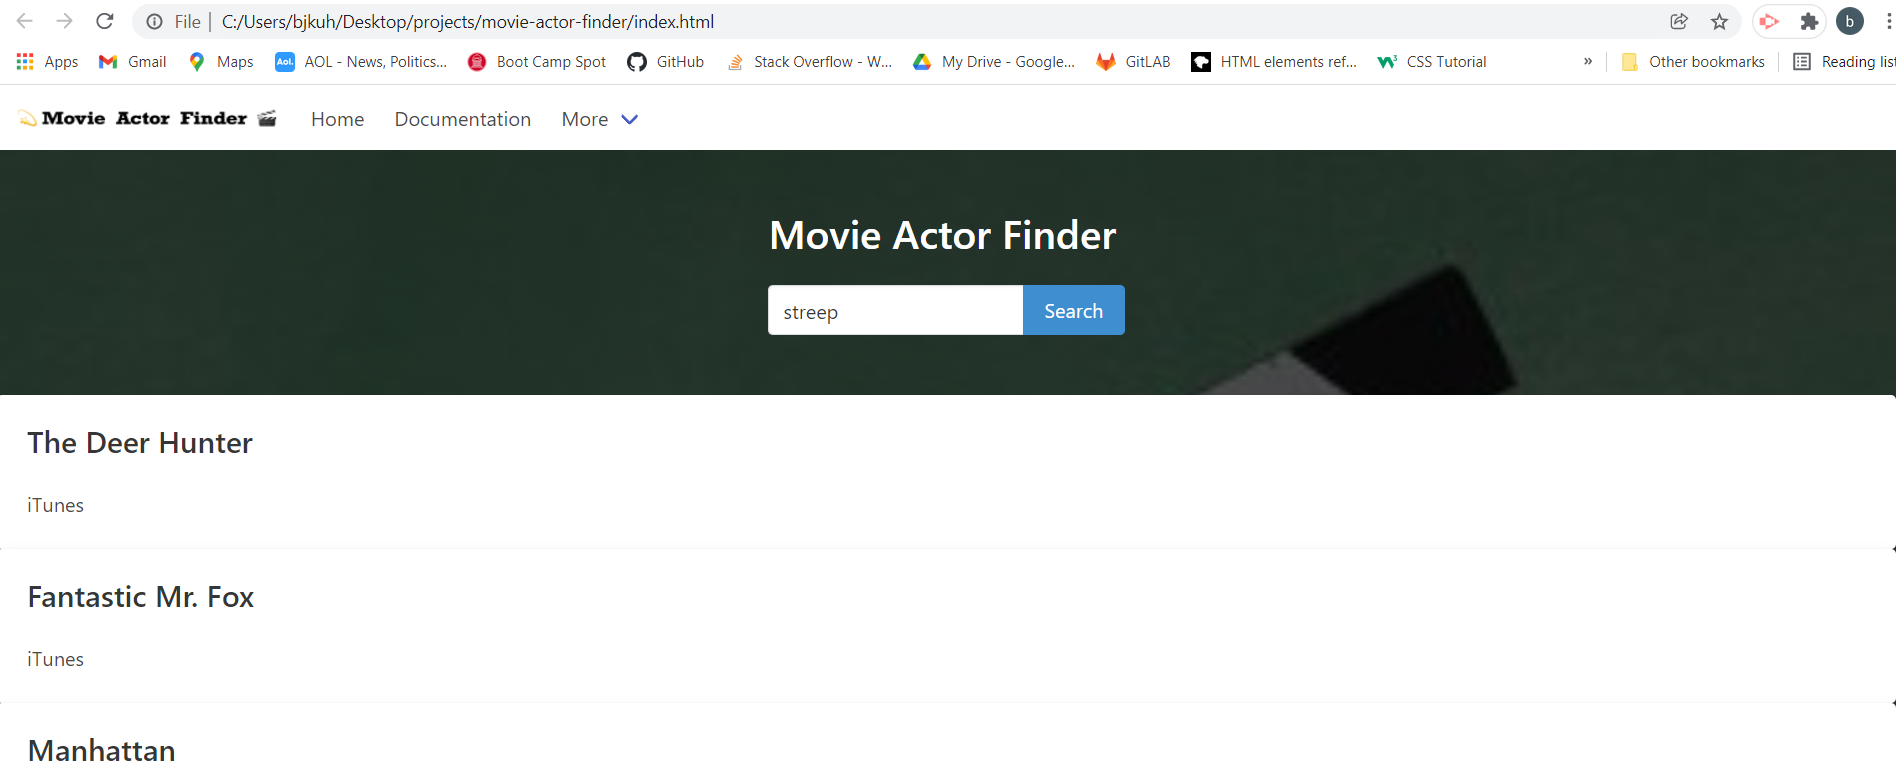 File | C:/Users/bjkuh/Desktop/projects/movie-actor-finder/index.html b
Apps Gmail Maps Aol. AOL - News, Politics... Boot Camp Spot GitHub Stack Overflow - W... My Drive - Google... GitLAB HTML elements ref... W3 CSS Tutorial » Other bookmarks Reading list
Movie Actor Finder Home Documentation More
Movie Actor Finder
streep Search
The Deer Hunter
iTunes
Fantastic Mr. Fox
iTunes
Manhattan